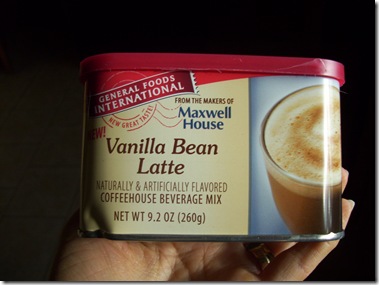 GENERAL FOODS
INTERNATIONAL
NEW GREAT TASTE!
FROM THE MAKERS OF
Maxwell
House
NEW!
Vanilla Bean
Latte
NATURALLY & ARTIFICIALLY FLAVORED
COFFEEHOUSE BEVERAGE MIX
NET WT 9.2 OZ (260g)